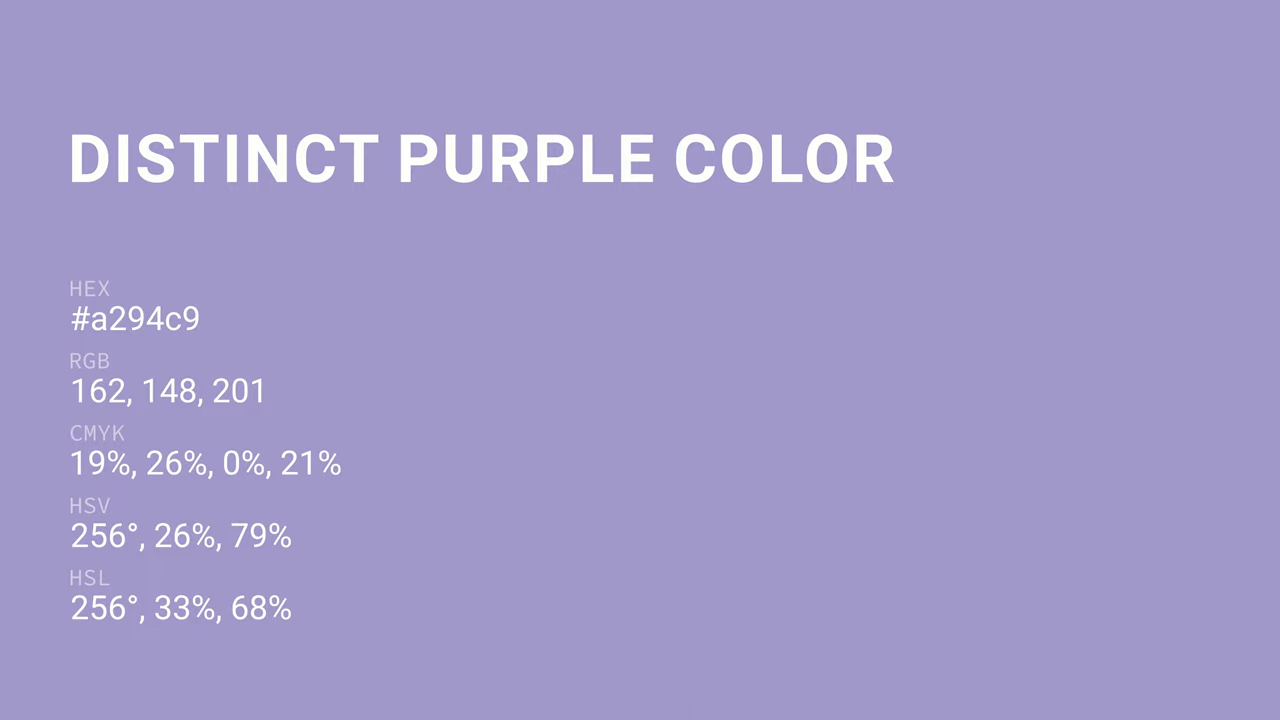 DISTINCT PURPLE COLOR
HEX
#a294c9
RGB
162, 148, 201
CMYK
19%, 26%, 0%, 21%
HSV
256°, 26%, 79%
HSL
256°, 33%, 68%